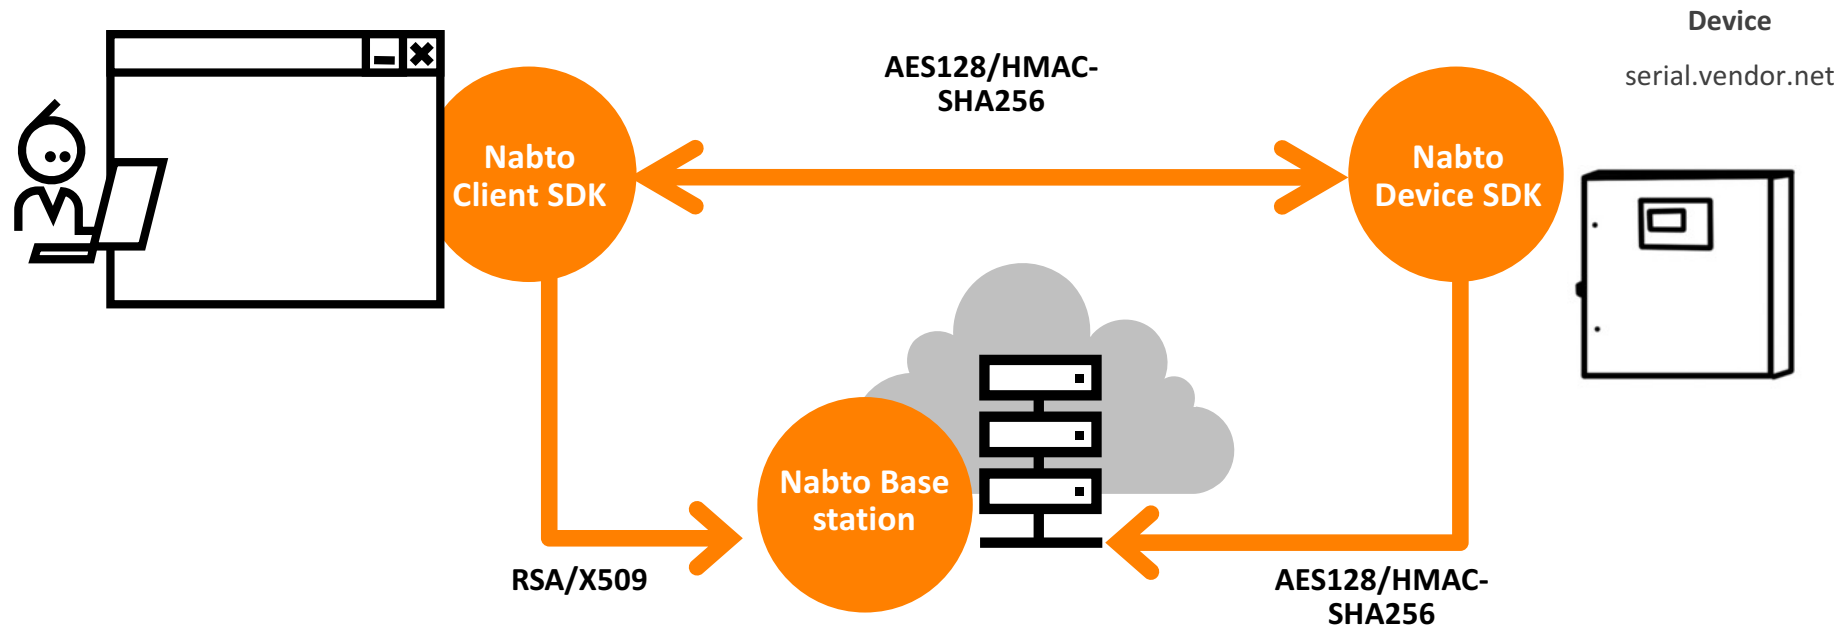 Device
serial.vendor.net
AES128/HMAC-
SHA256
Nabto
Client SDK
Nabto
Device SDK
Nabto Base
station
RSA/X509
AES128/HMAC-
SHA256